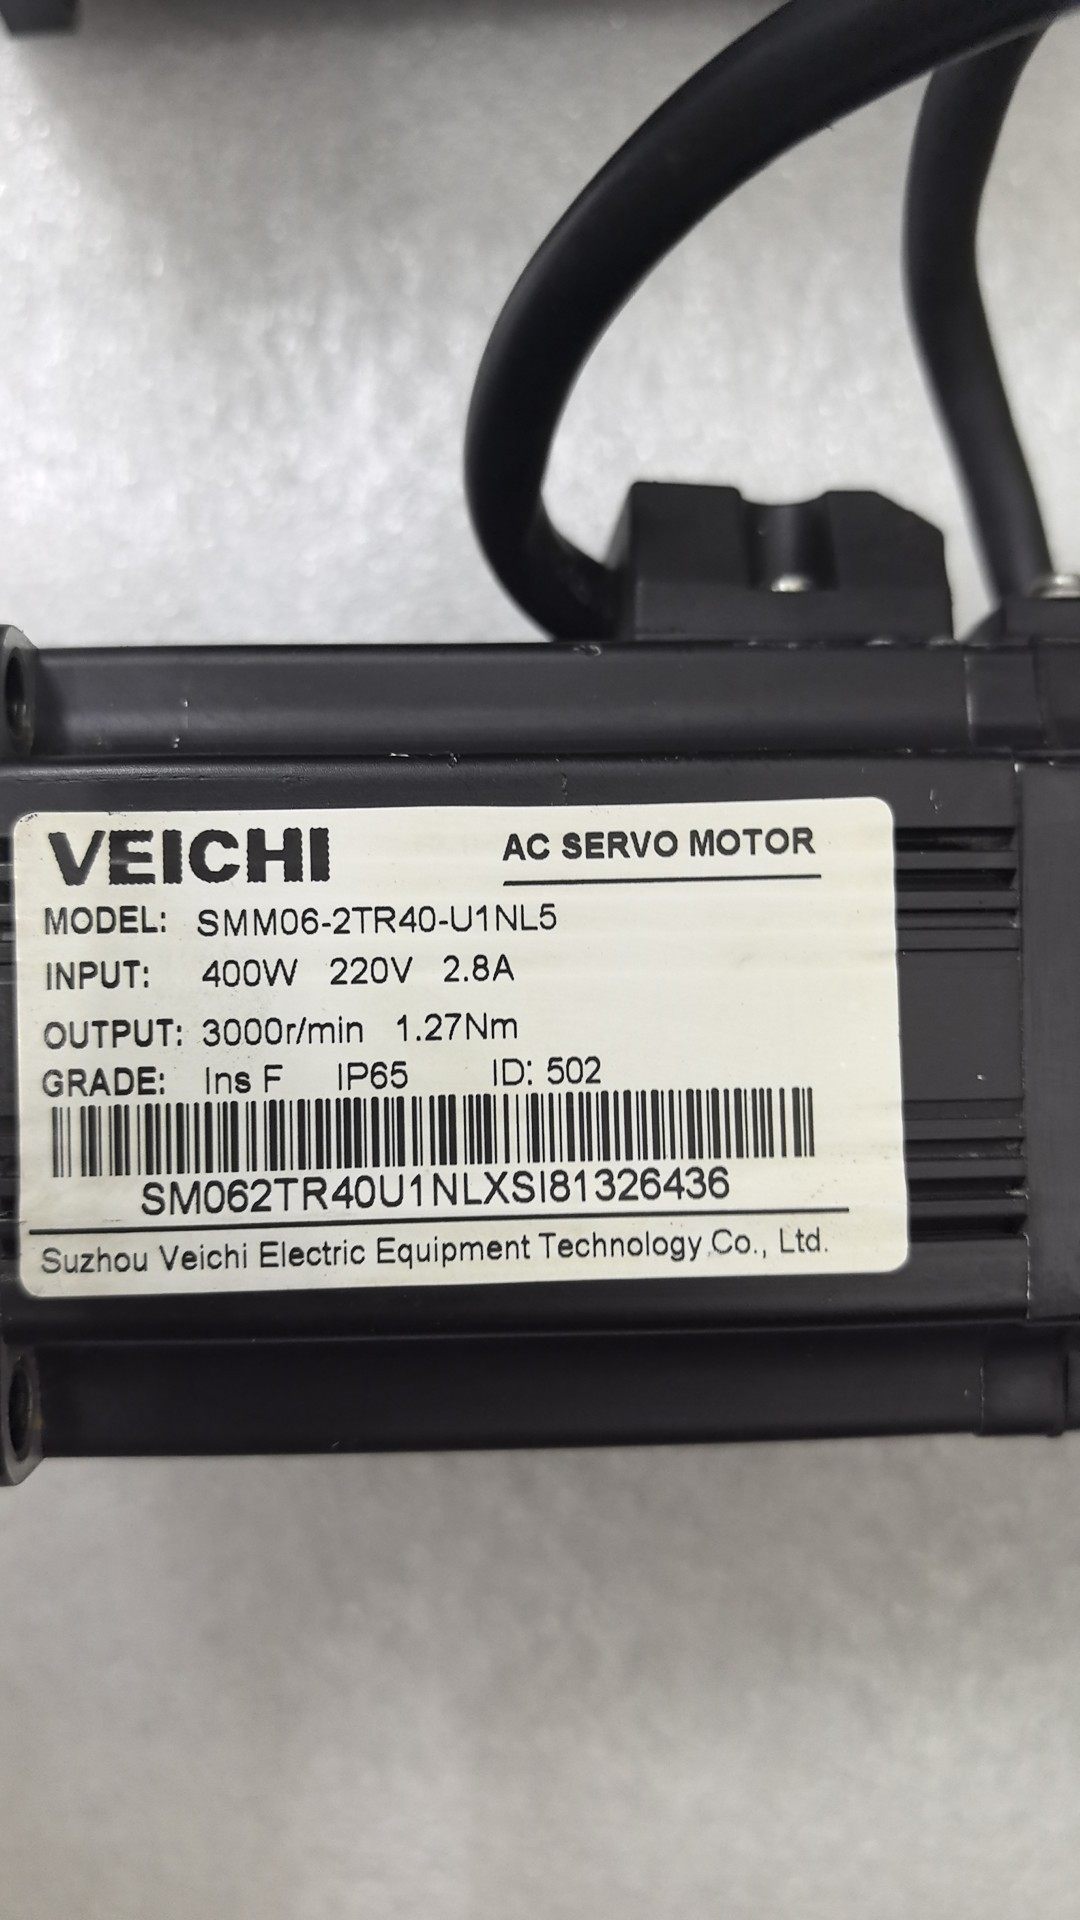 VEICHI AC SERVO MOTOR
MODEL: SMM06-2TR40-U1NL5
INPUT: 400W 220V 2.8A
OUTPUT: 3000r/min 1.27Nm
GRADE: Ins F IP65 ID: 502
SM062TR40U1NLXSI81326436
Suzhou Veichi Electric Equipment Technology Co., Ltd.